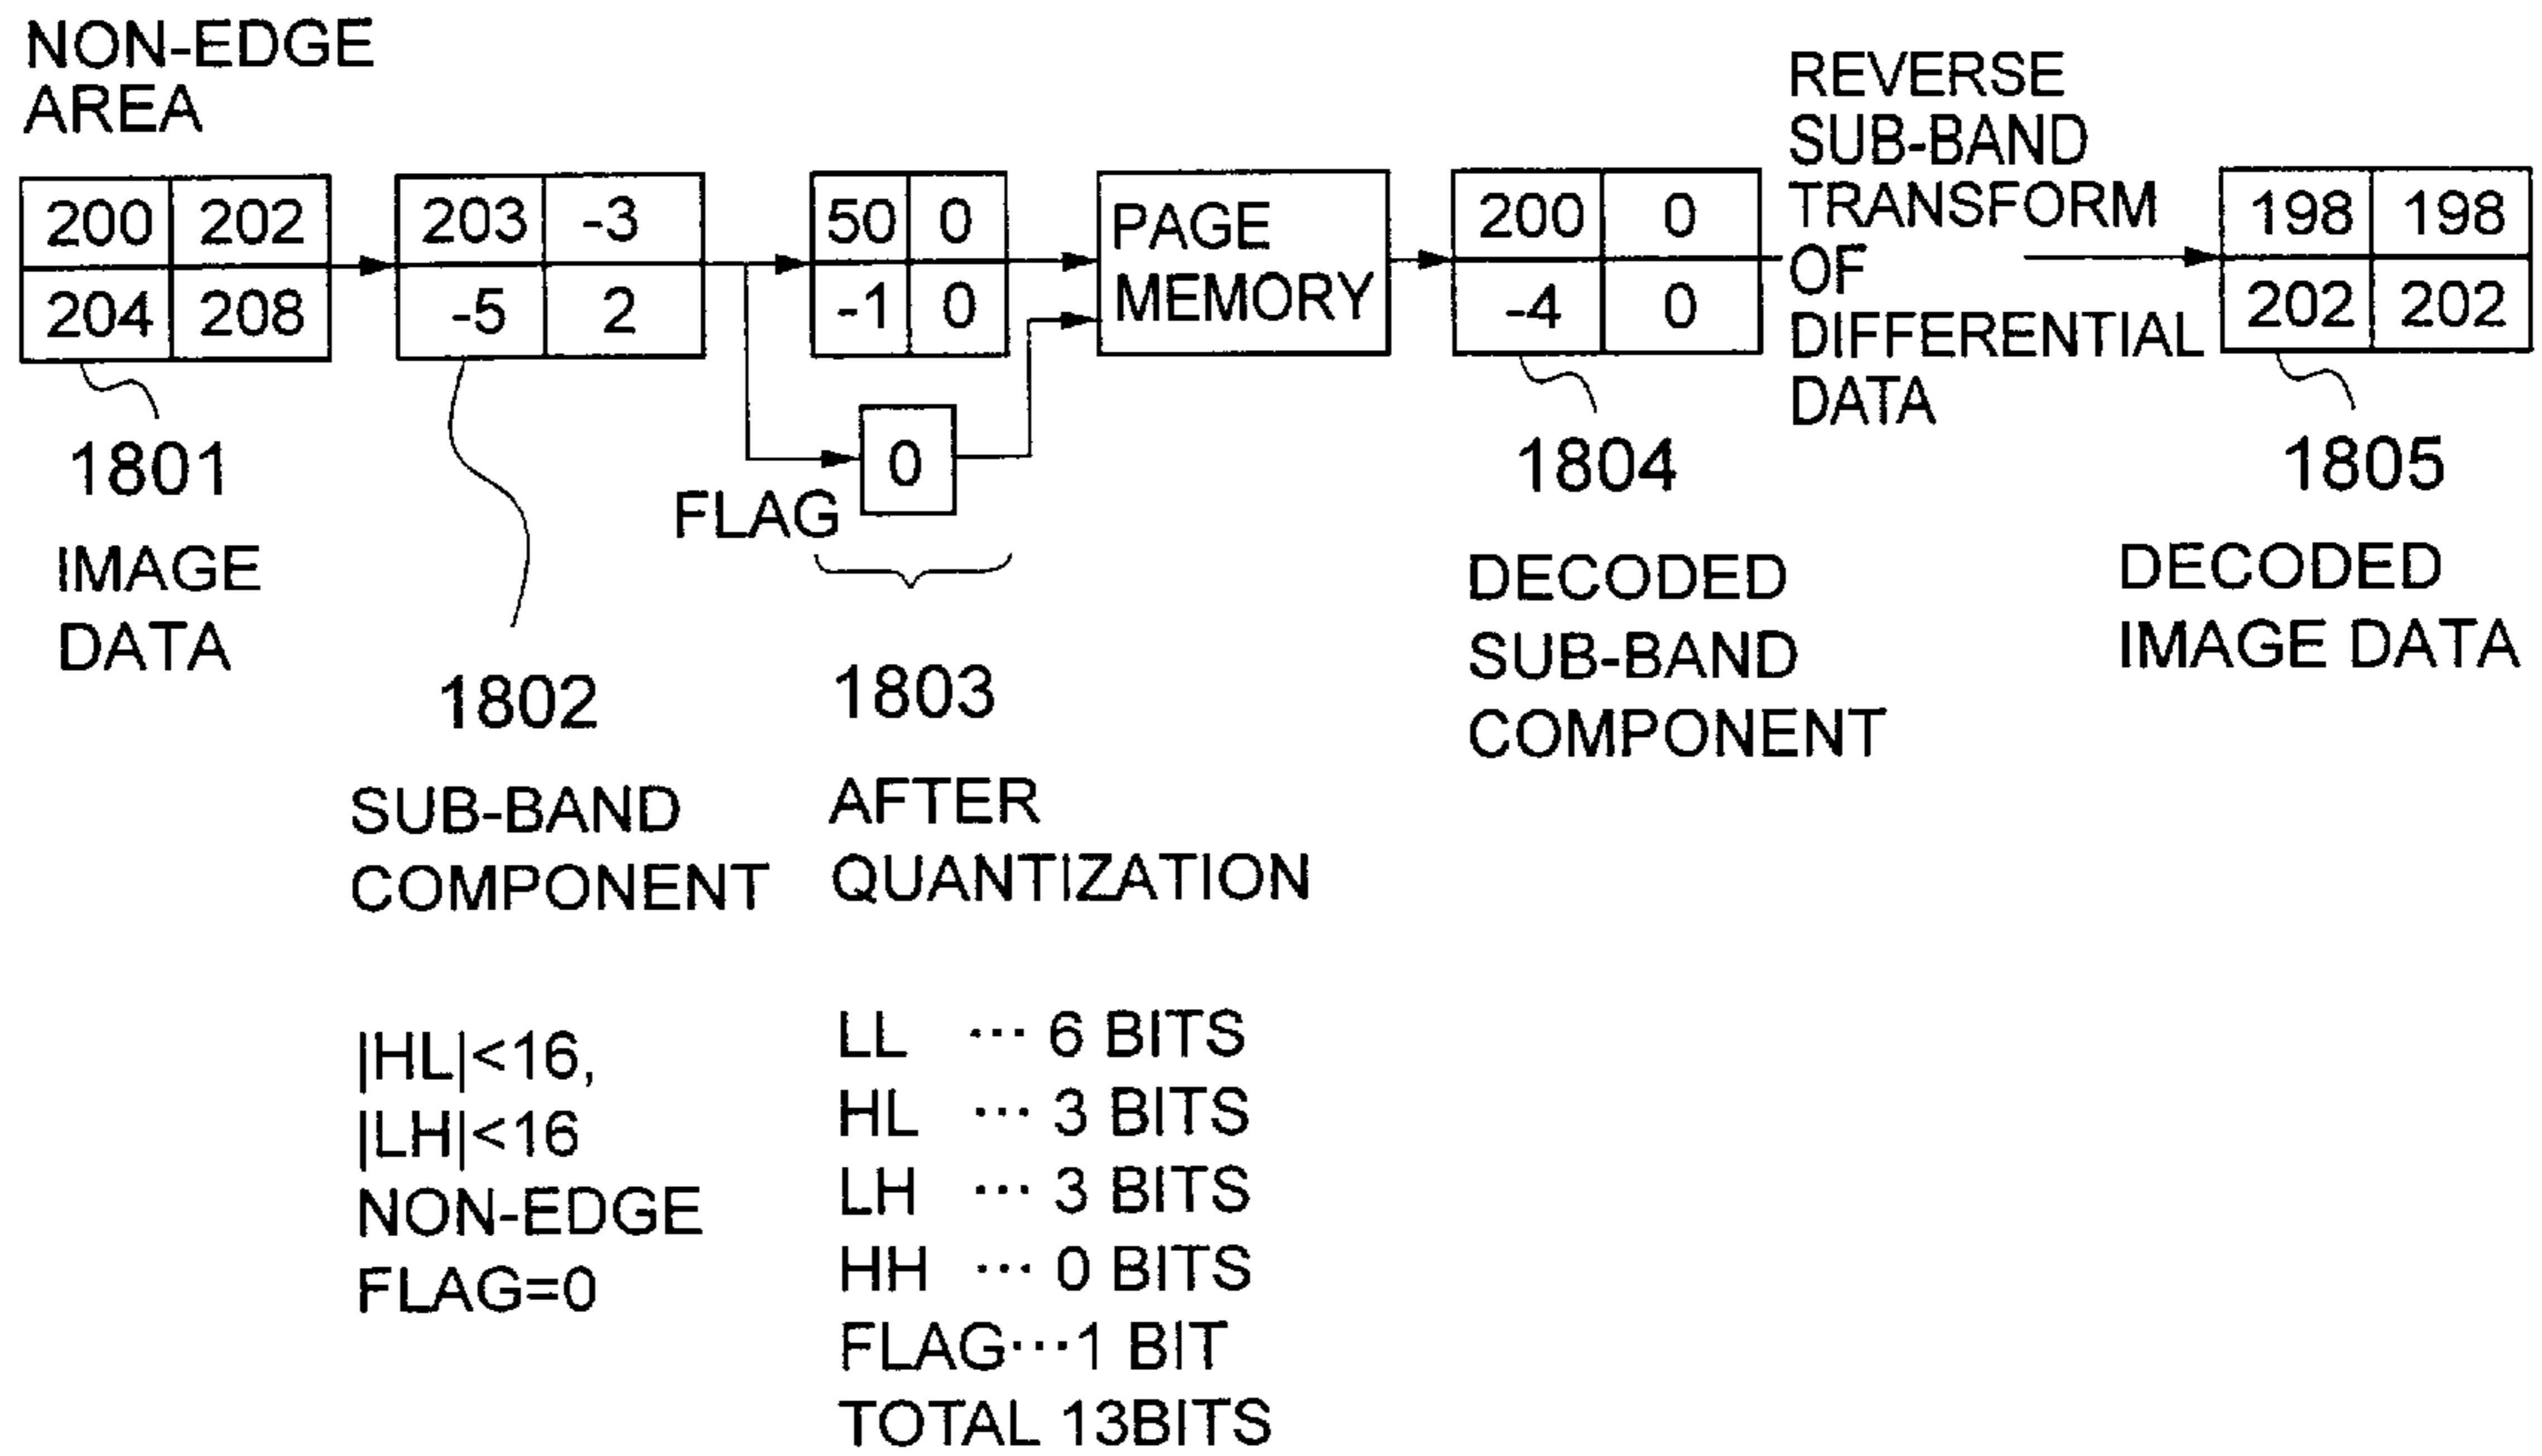 NON-EDGE
AREA
200 202
204 208
1801
IMAGE
DATA
203 -3
-5 2
1802
SUB-BAND
COMPONENT
|HL|<16,
|LH|<16
NON-EDGE
FLAG=0
50 0
-1 0
FLAG
0
1803
AFTER
QUANTIZATION
LL ... 6 BITS
HL ... 3 BITS
LH ... 3 BITS
HH ... 0 BITS
FLAG...1 BIT
TOTAL 13BITS
PAGE
MEMORY
200 0
-4 0
1804
DECODED
SUB-BAND
COMPONENT
REVERSE
SUB-BAND
TRANSFORM
OF
DIFFERENTIAL
DATA
198 198
202 202
1805
DECODED
IMAGE DATA